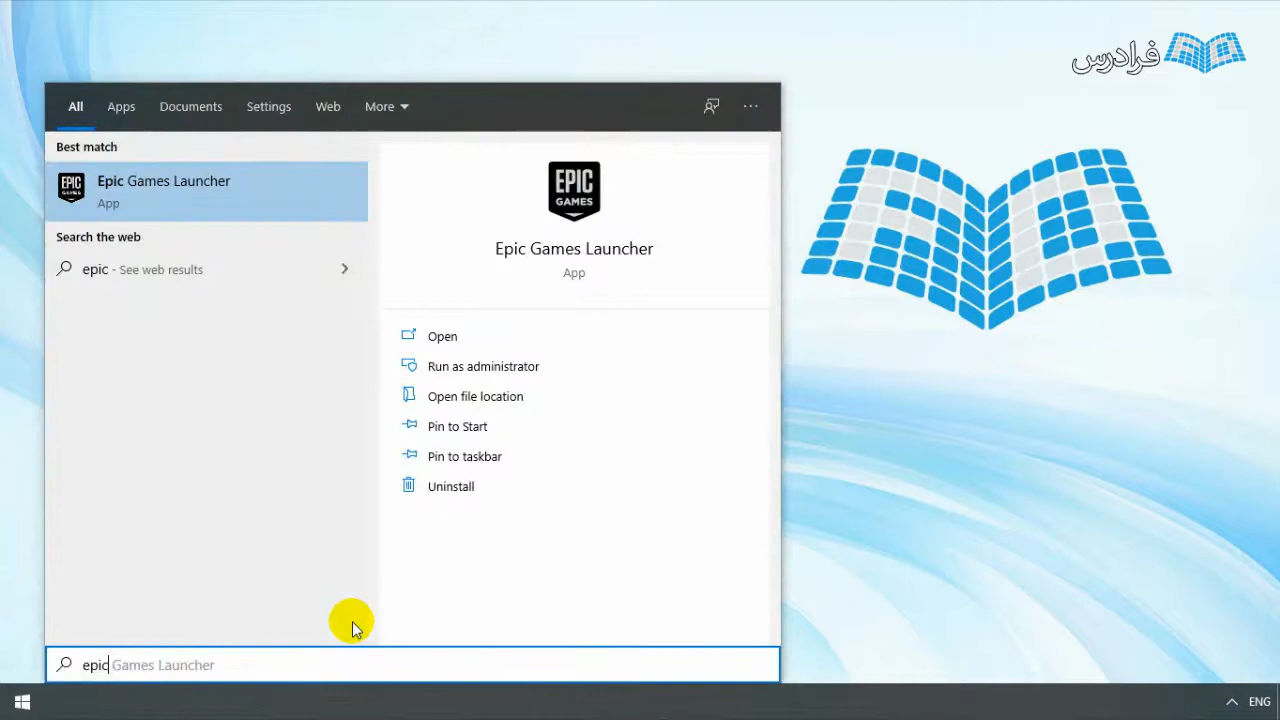 فرادرس
All Apps Documents Settings Web More
Best match
Epic Games Launcher
App
Search the web
epic - See web results
EPIC
GAMES
Epic Games Launcher
App
Open
Run as administrator
Open file location
Pin to Start
Pin to taskbar
Uninstall
epic Games Launcher
ENG